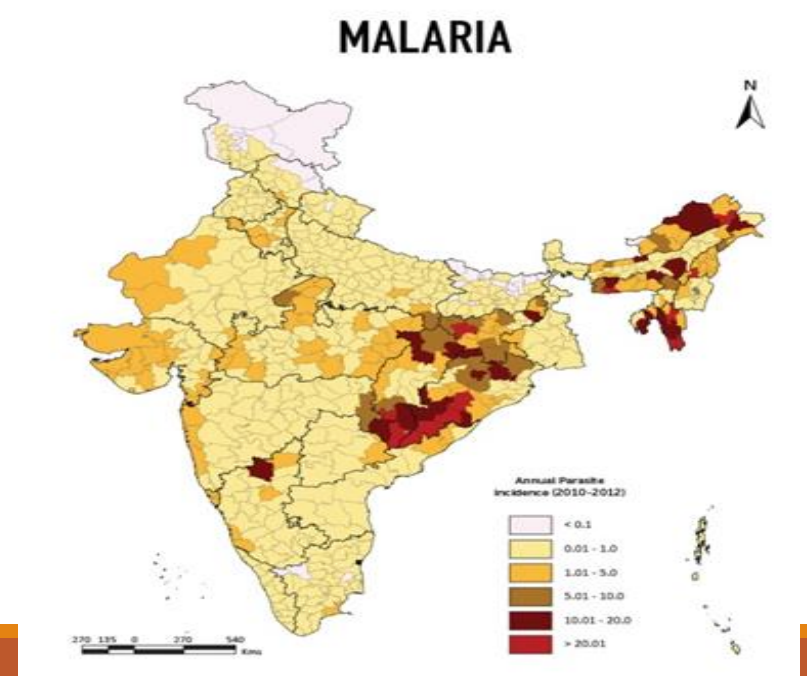 MALARIA
N
Annual Parasite
Incidence (2010-2012)
< 0.1
0.01 - 1.0
1.01 - 5.0
5.01 - 10.0
10.01 - 20.0
> 20.01
270 135 0 270 540
Kms